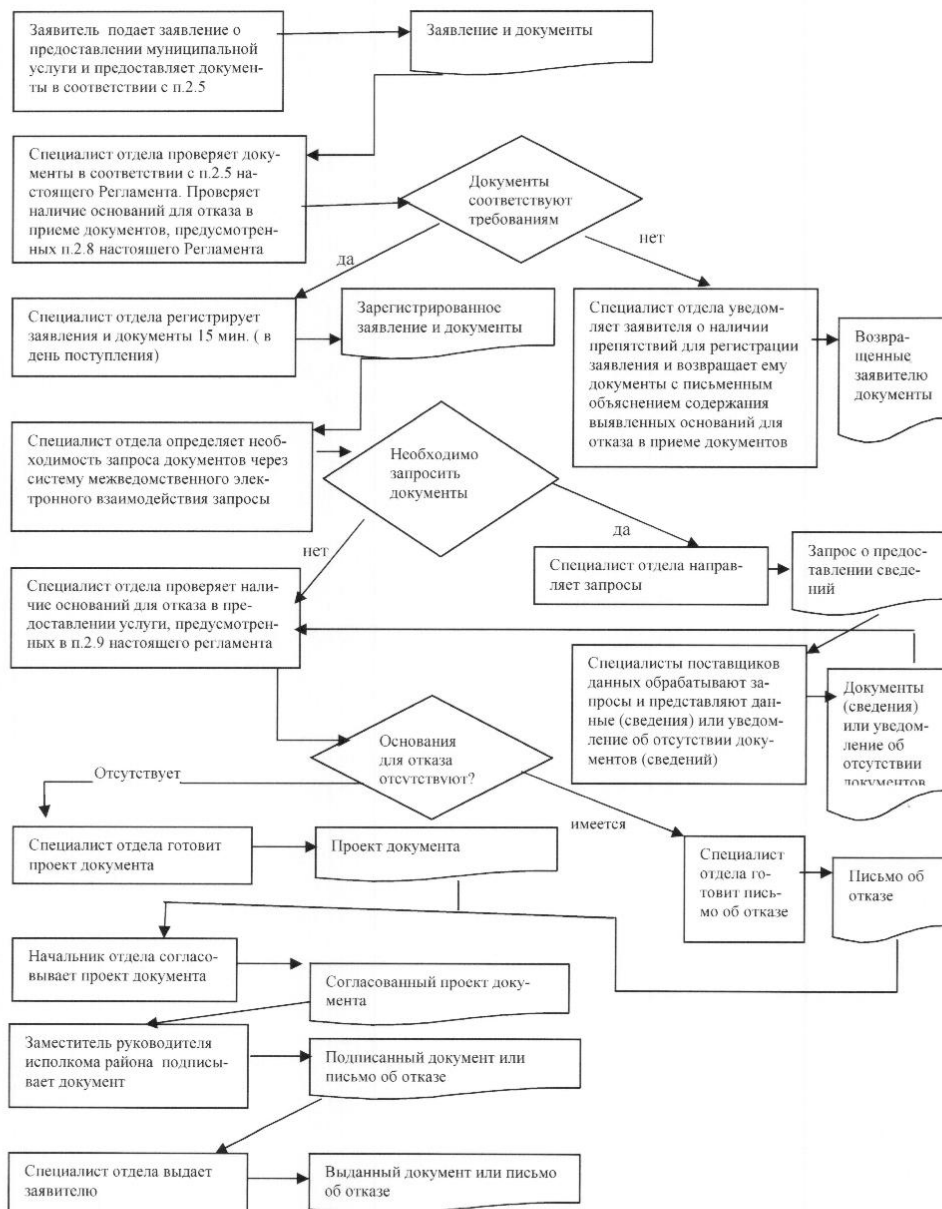 Заявитель подает заявление о
предоставлении муниципальной
услуги и предоставляет докумен-
ты в соответствии с п.2.5
Заявление и документы
Специалист отдела проверяет доку-
менты в соответствии с п.2.5 на-
стоящего Регламента. Проверяет
наличие оснований для отказа в
приеме документов, предусмотрен-
ных п.2.8 настоящего Регламента
Документы
соответствуют
требованиям
да
нет
Специалист отдела регистрирует
заявления и документы 15 мин. ( в
день поступления)
Зарегистрированное
заявление и документы
Специалист отдела уведом-
ляет заявителя о наличии
препятствий для регистрации
заявления и возвращает ему
документы с письменным
объяснением содержания
выявленных оснований для
отказа в приеме документов
Возвра-
щенные
заявителю
документы
Специалист отдела определяет необ-
ходимость запроса документов через
систему межведомственного элек-
тронного взаимодействия запросы
Необходимо
запросить
документы
нет
да
Специалист отдела направ-
ляет запросы
Запрос о предо-
ставлении сведе-
ний
Специалист отдела проверяет нали-
чие оснований для отказа в пре-
доставлении услуги, предусмотрен-
ных в п.2.9 настоящего регламента
Специалисты поставщиков
данных обрабатывают за-
просы и представляют дан-
ные (сведения) или уведом-
ление об отсутствии доку-
ментов (сведений)
Документы
(сведения)
или уведом-
ление об
отсутствии
документов
Основания
для отказа
отсутствуют?
Отсутствует
имеется
Специалист отдела готовит
проект документа
Проект документа
Специалист
отдела го-
товит пись-
мо об отказе
Письмо об
отказе
Начальник отдела согласо-
вывает проект документа
Согласованный проект доку-
мента
Заместитель руководителя
исполкома района подписы-
вает документ
Подписанный документ или
письмо об отказе
Специалист отдела выдает
заявителю
Выданный документ или письмо
об отказе